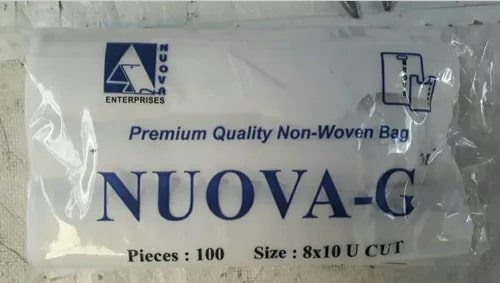 NUOVA
ENTERPRISES
Premium Quality Non-Woven Bag
NUOVA-G
Pieces : 100 Size : 8x10 U CUT